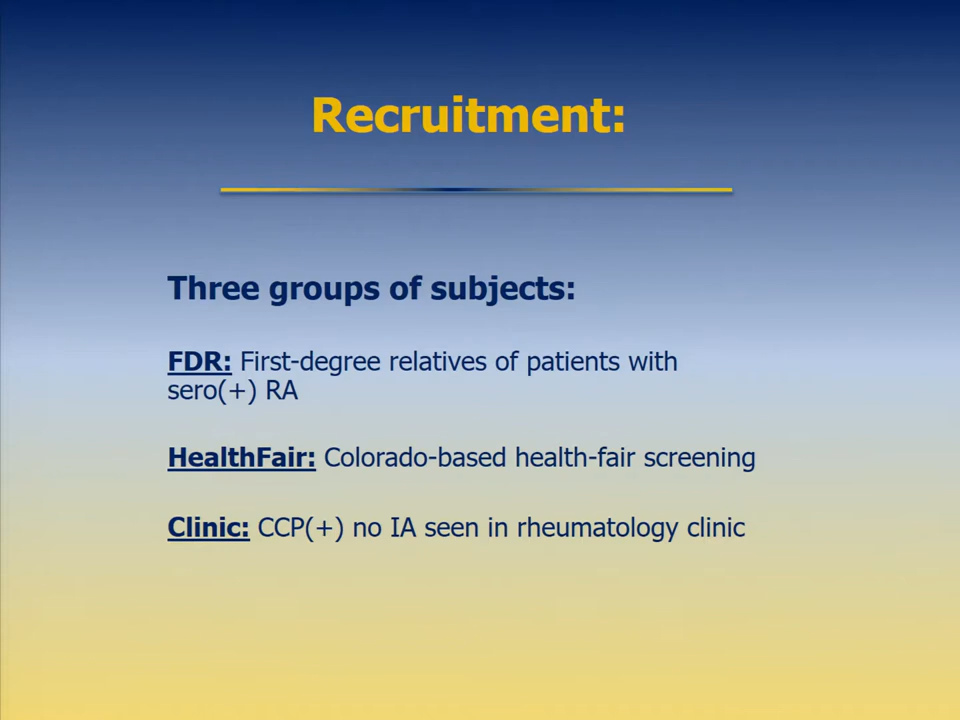 Recruitment:
Three groups of subjects:
FDR: First-degree relatives of patients with
sero(+) RA
HealthFair: Colorado-based health-fair screening
Clinic: CCP(+) no IA seen in rheumatology clinic